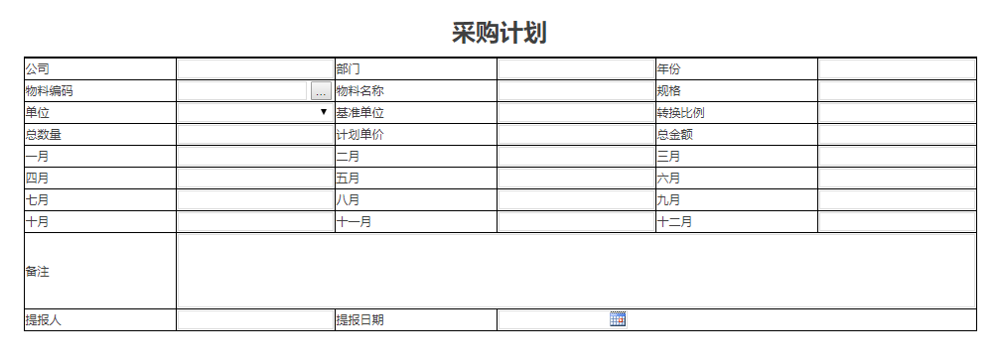 采购计划
公司 部门 年份
物料编码 ... 物料名称 规格
单位 基准单位 转换比例
总数量 计划单价 总金额
一月 二月 三月
四月 五月 六月
七月 八月 九月
十月 十一月 十二月
备注
提报人 提报日期